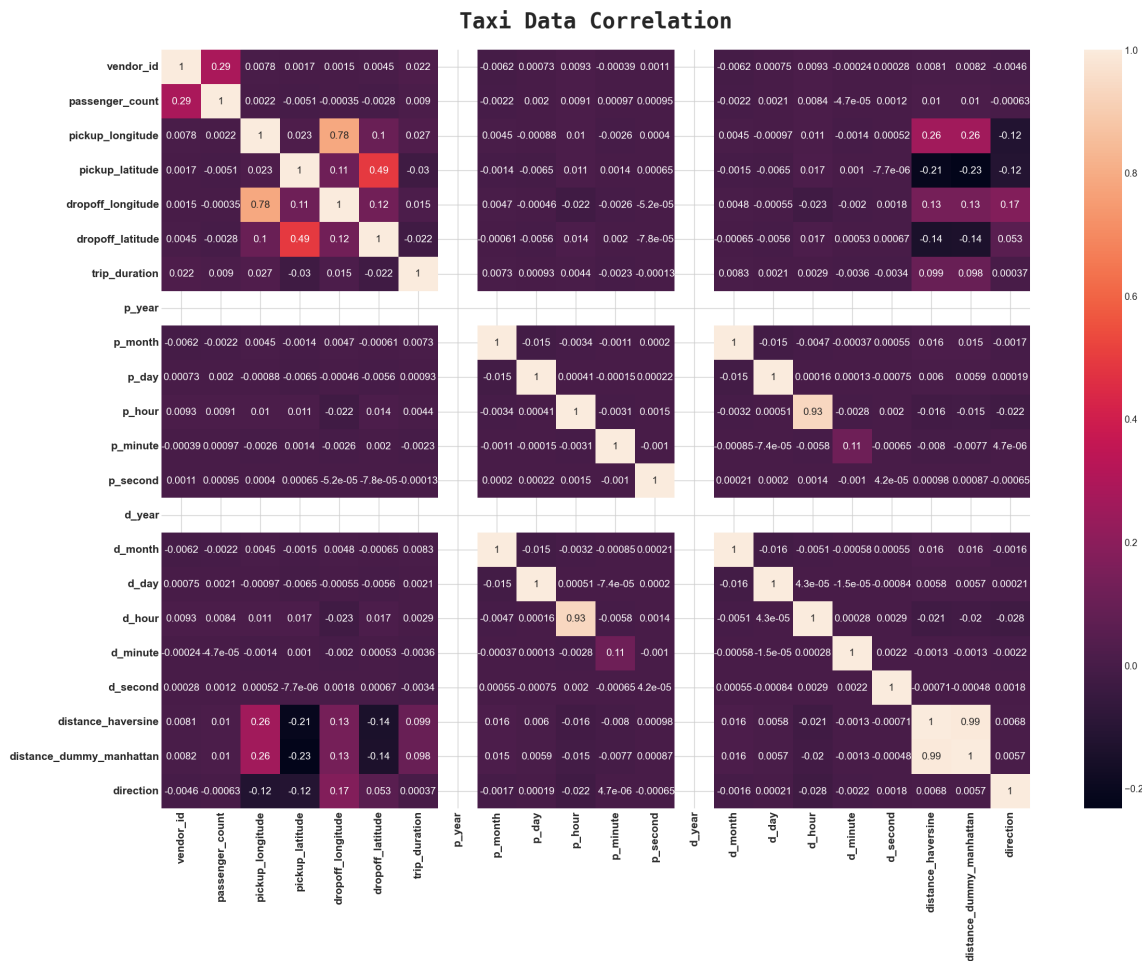 Taxi Data Correlation
vendor_id 1 0.29 0.0078 0.0017 0.0015 0.0045 0.022 -0.0062 0.00073 0.0093 -0.00039 0.0011 -0.0062 0.00075 0.0093 -0.00024 0.00028 0.0081 0.0082 -0.0046
passenger_count 0.29 1 0.0022 -0.0051 -0.00035 -0.0028 0.009 -0.0022 0.002 0.0091 0.00097 0.00095 -0.0022 0.0021 0.0084 -4.7e-05 0.0012 0.01 0.01 -0.00063
pickup_longitude 0.0078 0.0022 1 0.023 0.78 0.1 0.027 0.0045 -0.00088 0.01 -0.0026 0.0004 0.0045 -0.00097 0.011 -0.0014 0.00052 0.26 0.26 -0.12
pickup_latitude 0.0017 -0.0051 0.023 1 0.11 0.49 -0.03 -0.0014 -0.0065 0.011 0.0014 0.00065 -0.0015 -0.0065 0.017 0.001 -7.7e-06 -0.21 -0.23 -0.12
dropoff_longitude 0.0015 -0.00035 0.78 0.11 1 0.12 0.015 0.0047 -0.00046 -0.022 -0.0026 -5.2e-05 0.0048 -0.00055 -0.023 -0.002 0.0018 0.13 0.13 0.17
dropoff_latitude 0.0045 -0.0028 0.1 0.49 0.12 1 -0.022 -0.00061 -0.0056 0.014 0.002 -7.8e-05 -0.00065 -0.0056 0.017 0.00053 0.00067 -0.14 -0.14 0.053
trip_duration 0.022 0.009 0.027 -0.03 0.015 -0.022 1 0.0073 0.00093 0.0044 -0.0023 -0.00013 0.0083 0.0021 0.0029 -0.0036 -0.0034 0.099 0.098 0.00037
p_year
p_month -0.0062 -0.0022 0.0045 -0.0014 0.0047 -0.00061 0.0073 1 -0.015 -0.0034 -0.0011 0.0002 1 -0.015 -0.0047 -0.00037 0.00055 0.016 0.015 -0.0017
p_day 0.00073 0.002 -0.00088 -0.0065 -0.00046 -0.0056 0.00093 -0.015 1 0.00041 -0.00015 0.00022 -0.015 1 0.00016 0.00013 -0.00075 0.006 0.0059 0.00019
p_hour 0.0093 0.0091 0.01 0.011 -0.022 0.014 0.0044 -0.0034 0.00041 1 -0.0031 0.0015 -0.0032 0.00051 0.93 -0.0028 0.002 -0.016 -0.015 -0.022
p_minute -0.00039 0.00097 -0.0026 0.0014 -0.0026 0.002 -0.0023 -0.0011 -0.00015 -0.0031 1 -0.001 -0.00085 -7.4e-05 -0.0058 0.11 -0.00065 -0.008 -0.0077 4.7e-06
p_second 0.0011 0.00095 0.0004 0.00065 -5.2e-05 -7.8e-05 -0.00013 0.0002 0.00022 0.0015 -0.001 1 0.00021 0.0002 0.0014 -0.001 4.2e-05 0.00098 0.00087 -0.00065
d_year
d_month -0.0062 -0.0022 0.0045 -0.0015 0.0048 -0.00065 0.0083 1 -0.015 -0.0032 -0.00085 0.00021 1 -0.016 -0.0051 -0.00058 0.00055 0.016 0.016 -0.0016
d_day 0.00075 0.0021 -0.00097 -0.0065 -0.00055 -0.0056 0.0021 -0.015 1 0.00051 -7.4e-05 0.0002 -0.016 1 4.3e-05 -1.5e-05 -0.00084 0.0058 0.0057 0.00021
d_hour 0.0093 0.0084 0.011 0.017 -0.023 0.017 0.0029 -0.0047 0.00016 0.93 -0.0058 0.0014 -0.0051 4.3e-05 1 0.00028 0.0029 -0.021 -0.02 -0.028
d_minute -0.00024 -4.7e-05 -0.0014 0.001 -0.002 0.00053 -0.0036 -0.00037 0.00013 -0.0028 0.11 -0.001 -0.00058 -1.5e-05 0.00028 1 0.0022 -0.0013 -0.0013 -0.0022
d_second 0.00028 0.0012 0.00052 -7.7e-06 0.0018 0.00067 -0.0034 0.00055 -0.00075 0.002 -0.00065 4.2e-05 0.00055 -0.00084 0.0029 0.0022 1 -0.00071 -0.00048 0.0018
distance_haversine 0.0081 0.01 0.26 -0.21 0.13 -0.14 0.099 0.016 0.006 -0.016 -0.008 0.00098 0.016 0.0058 -0.021 -0.0013 -0.00071 1 0.99 0.0068
distance_dummy_manhattan 0.0082 0.01 0.26 -0.23 0.13 -0.14 0.098 0.015 0.0059 -0.015 -0.0077 0.00087 0.016 0.0057 -0.02 -0.0013 -0.00048 0.99 1 0.0057
direction -0.0046 -0.00063 -0.12 -0.12 0.17 0.053 0.00037 -0.0017 0.00019 -0.022 4.7e-06 -0.00065 -0.0016 0.00021 -0.028 -0.0022 0.0018 0.0068 0.0057 1
vendor_id
passenger_count
pickup_longitude
pickup_latitude
dropoff_longitude
dropoff_latitude
trip_duration
p_year
p_month
p_day
p_hour
p_minute
p_second
d_year
d_month
d_day
d_hour
d_minute
d_second
distance_haversine
distance_dummy_manhattan
direction
1.0
0.8
0.6
0.4
0.2
0.0
−0.2